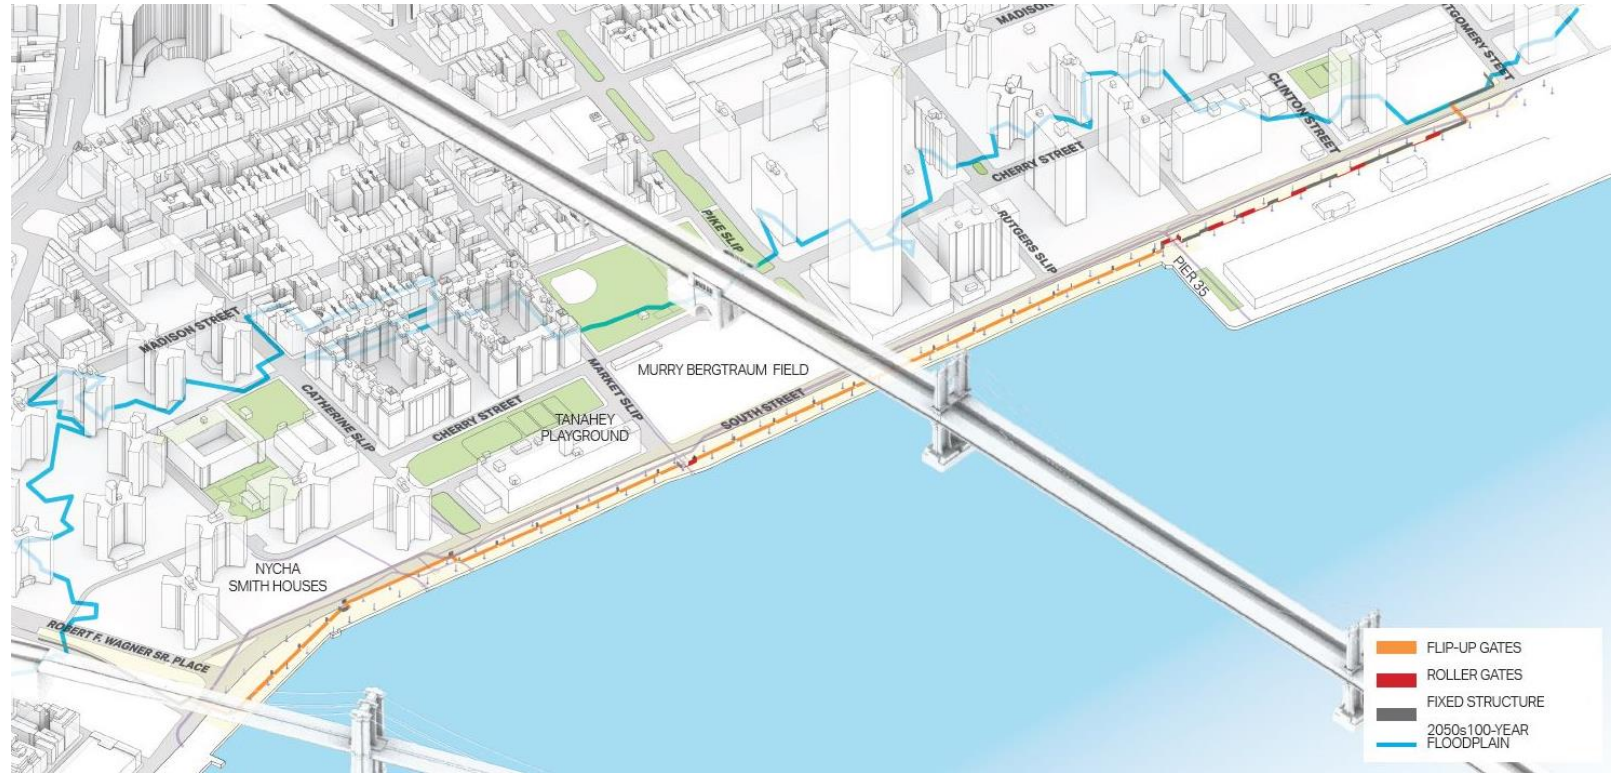 MADISON
MONTGOMERY STEET
CLINTON STREET
CHERRY STREET
PIKE SLIP
RUTGERS SLIP
PIER 35
MADISON STREET
MURRY BERGTRAUM FIELD
MARKET SLIP
SOUTH STREET
CATHERINE SLIP
CHERRY STREET
TANAHEY
PLAYGROUND
NYCHA
SMITH HOUSES
ROBERT F. WAGNER SR. PLACE
FLIP-UP GATES
ROLLER GATES
FIXED STRUCTURE
2050s100-YEAR
FLOODPLAIN